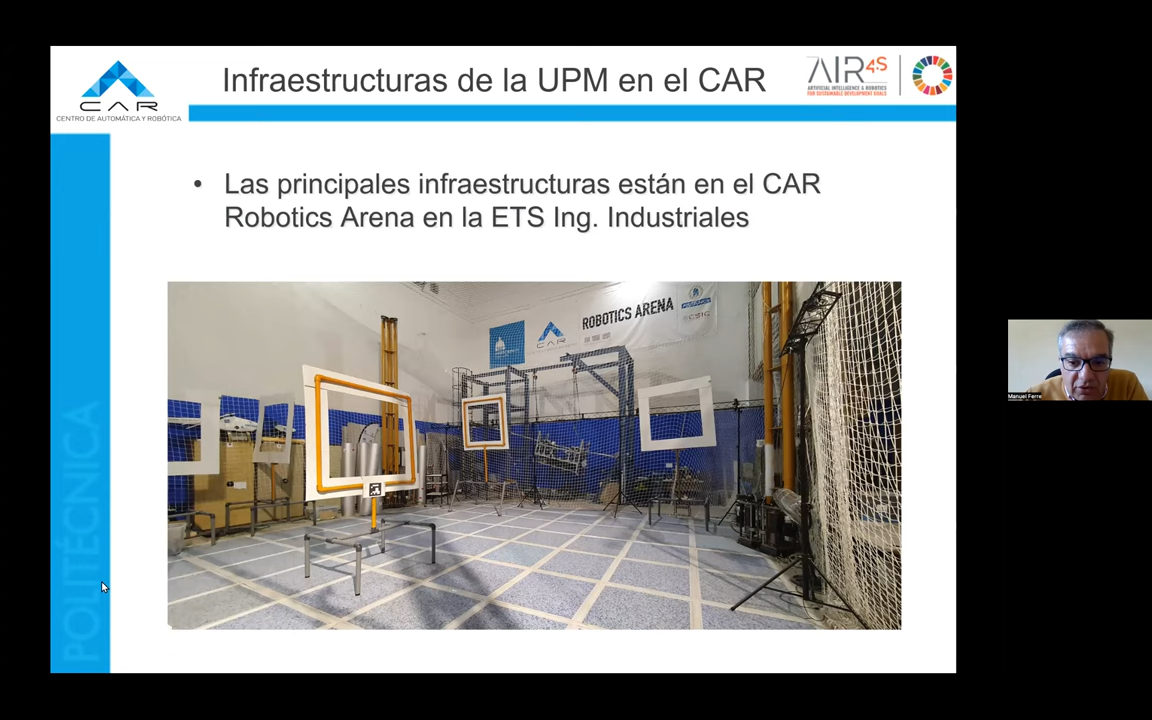 CAR
CENTRO DE AUTOMÁTICA Y ROBÓTICA
Infraestructuras de la UPM en el CAR
AIR4S
ARTIFICIAL INTELLIGENCE & ROBOTICS
FOR SUSTAINABLE DEVELOPMENT GOALS
• Las principales infraestructuras están en el CAR
Robotics Arena en la ETS Ing. Industriales
ROBOTICS ARENA
CAR
CSIC
POLITÉCNICA
Manuel Ferre